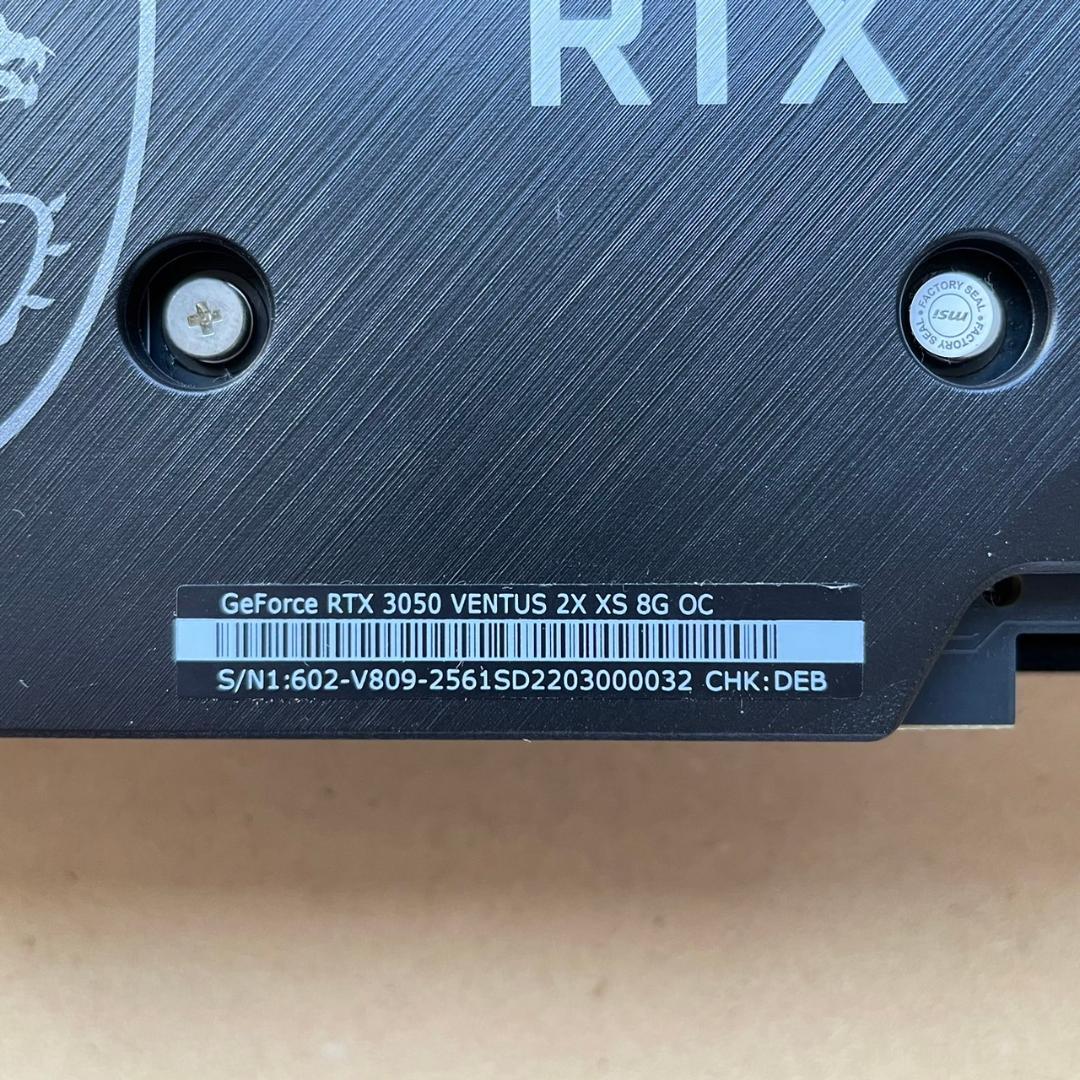 RTX
FACTORY SEAL • FACTORY SEAL •
msi
GeForce RTX 3050 VENTUS 2X XS 8G OC
S/N1:602-V809-2561SD2203000032 CHK:DEB